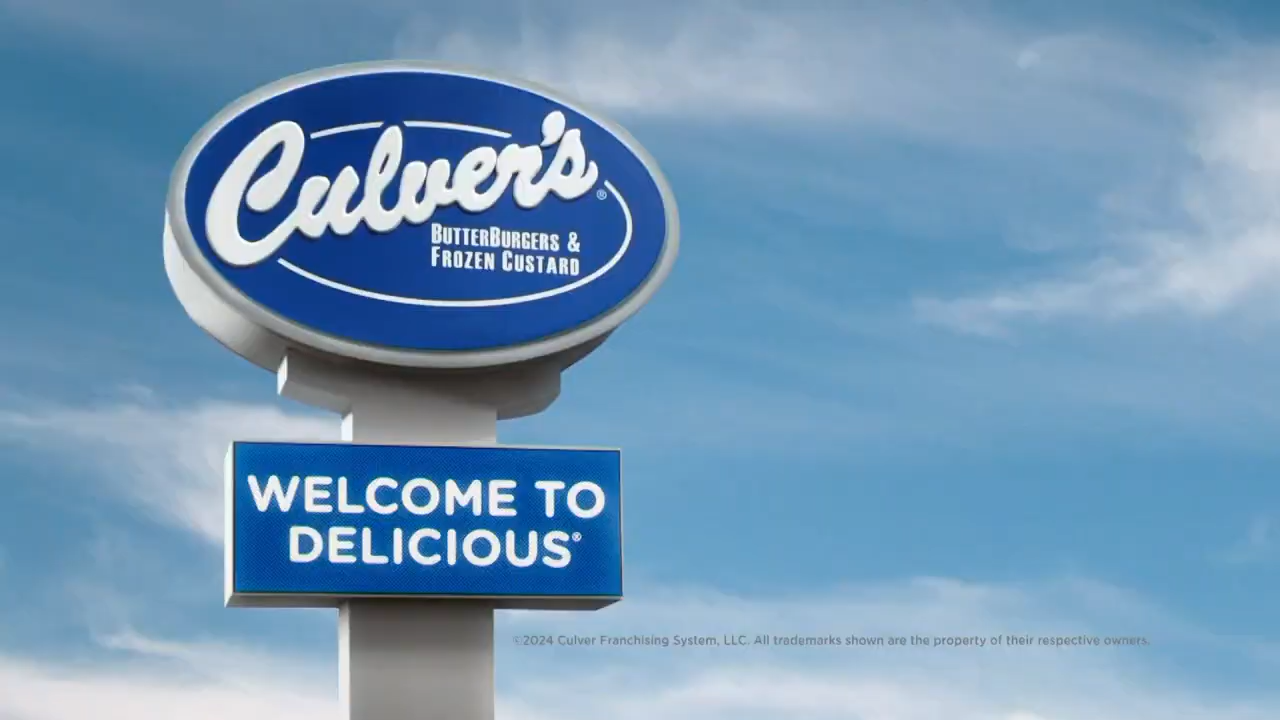 Culver's®
BUTTERBURGERS &
FROZEN CUSTARD
WELCOME TO
DELICIOUS®
©2024 Culver Franchising System, LLC. All trademarks shown are the property of their respective owners.